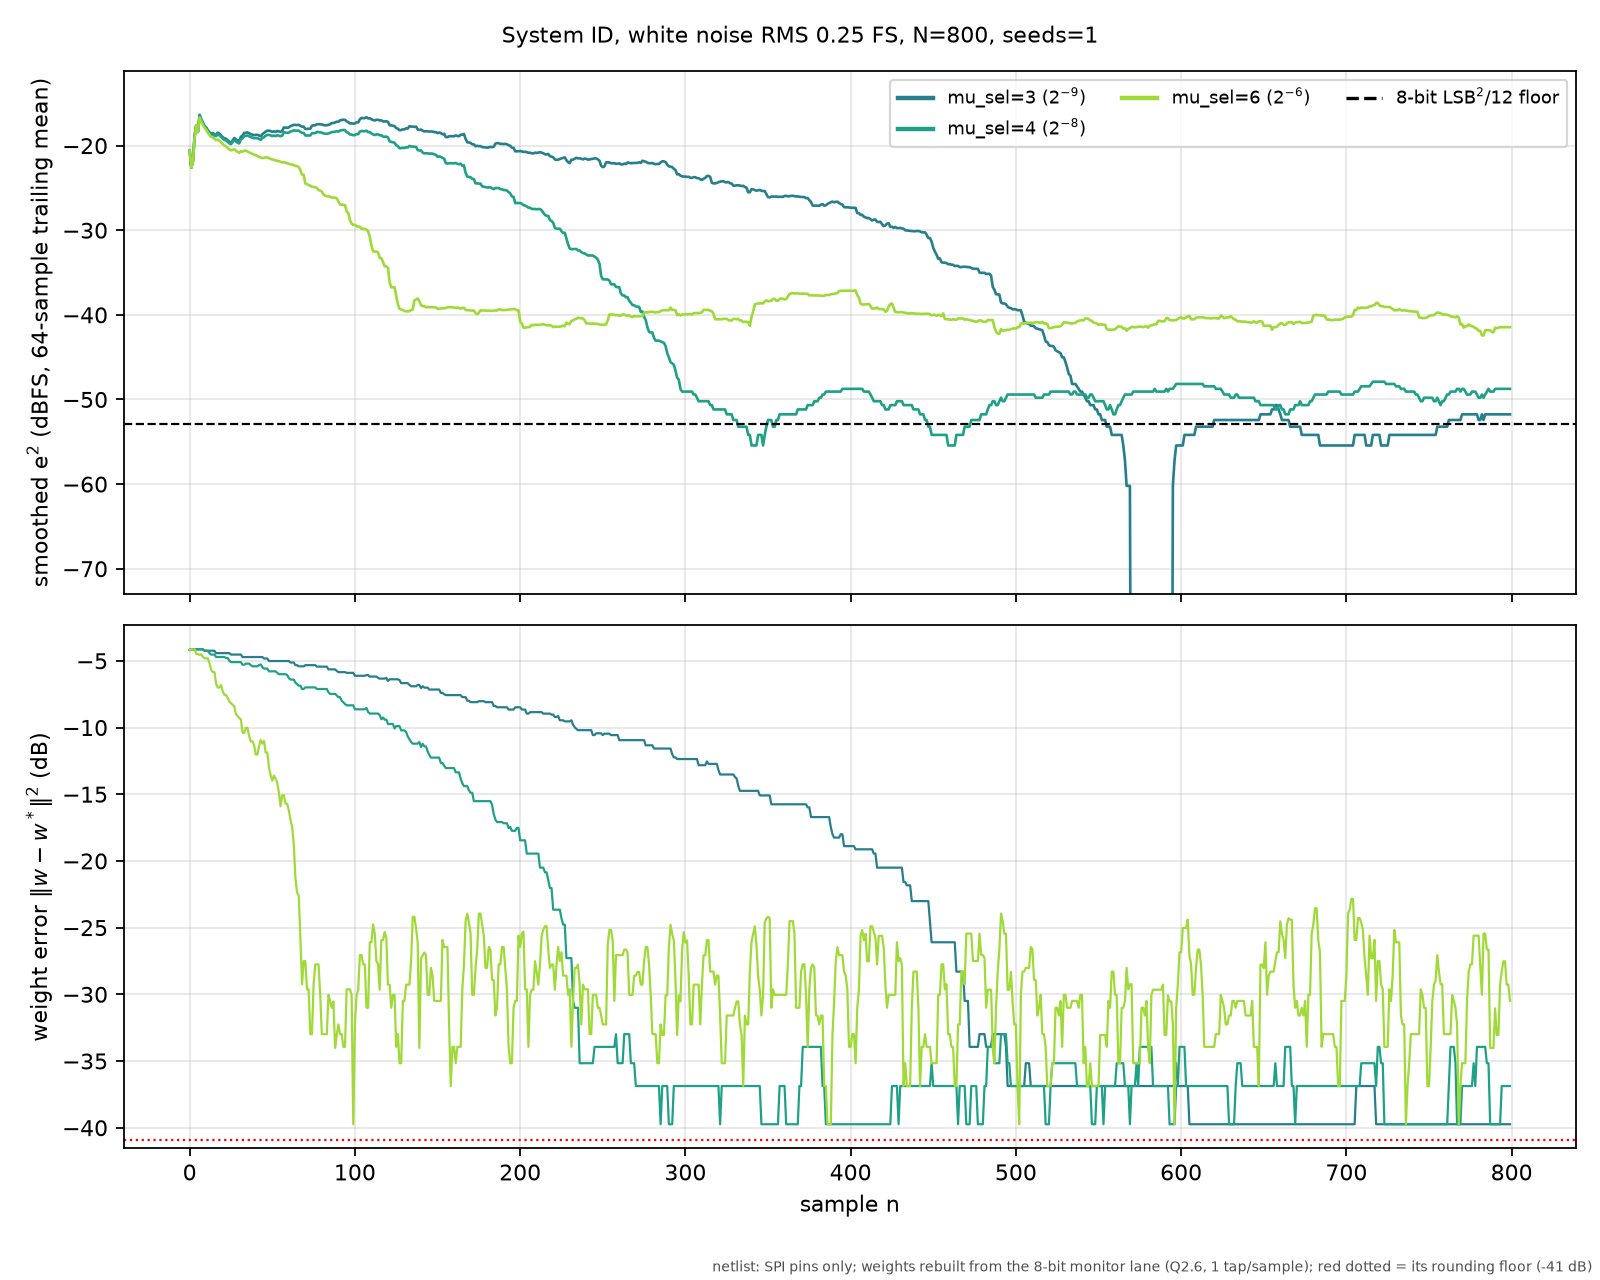 System ID, white noise RMS 0.25 FS, N=800, seeds=1
smoothed e² (dBFS, 64-sample trailing mean)
−20
−30
−40
−50
−60
−70
mu_sel=3 (2⁻⁹)
mu_sel=4 (2⁻⁸)
mu_sel=6 (2⁻⁶)
8-bit LSB²/12 floor
weight error ‖w − w*‖² (dB)
−5
−10
−15
−20
−25
−30
−35
−40
0 100 200 300 400 500 600 700 800
sample n
netlist: SPI pins only; weights rebuilt from the 8-bit monitor lane (Q2.6, 1 tap/sample); red dotted = its rounding floor (-41 dB)